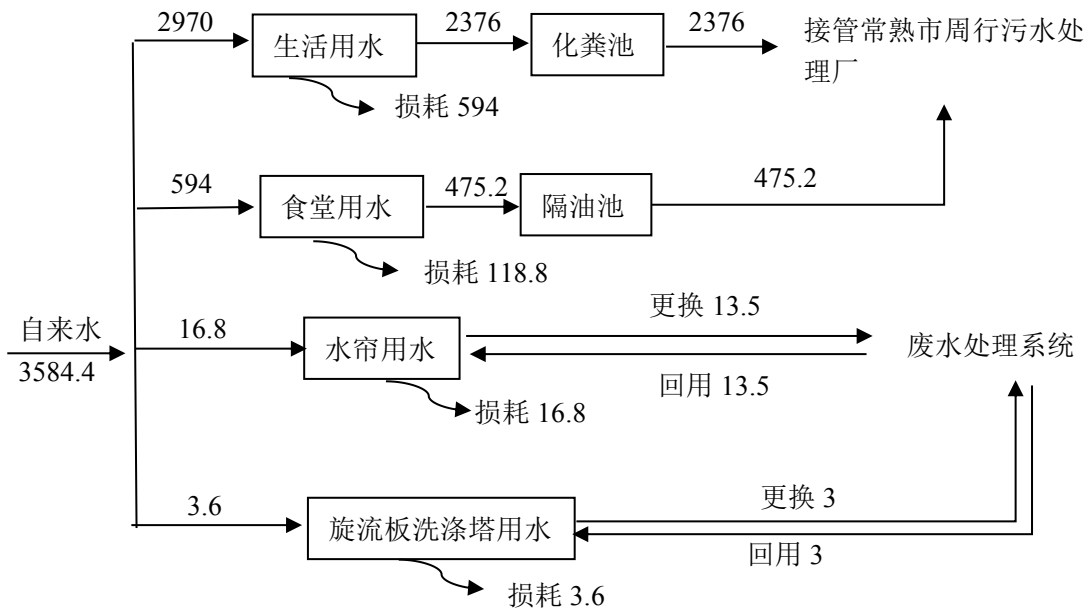 2970
生活用水
2376
化粪池
2376
接管常熟市周行污水处
理厂
损耗 594
594
食堂用水
475.2
隔油池
475.2
损耗 118.8
自来水
3584.4
16.8
水帘用水
更换 13.5
回用 13.5
废水处理系统
损耗 16.8
3.6
旋流板洗涤塔用水
更换 3
回用 3
损耗 3.6